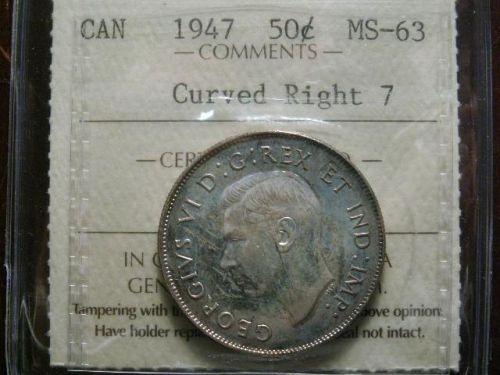 CAN 1947 50¢ MS-63
COMMENTS
Curved Right 7
CER
IN
A
GEN
Tampering with ove opinion
Have holder rep al not intact.
GEORGIVS VI D:G:REX ET IND:IMP: